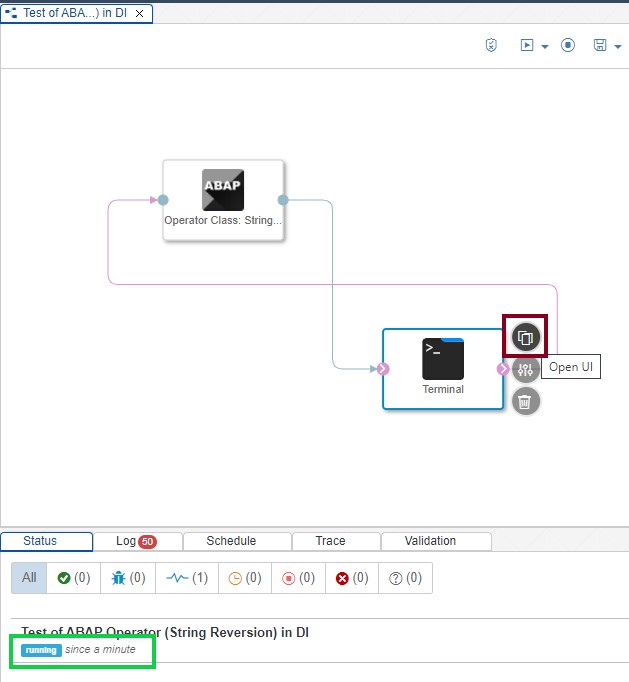 Test of ABA...) in DI ×
ABAP
Operator Class: String...
>_
Terminal
Open UI
Status
Log 50
Schedule
Trace
Validation
All (0) (0) (1) (0) (0) (0) (0)
Test of ABAP Operator (String Reversion) in DI
running since a minute